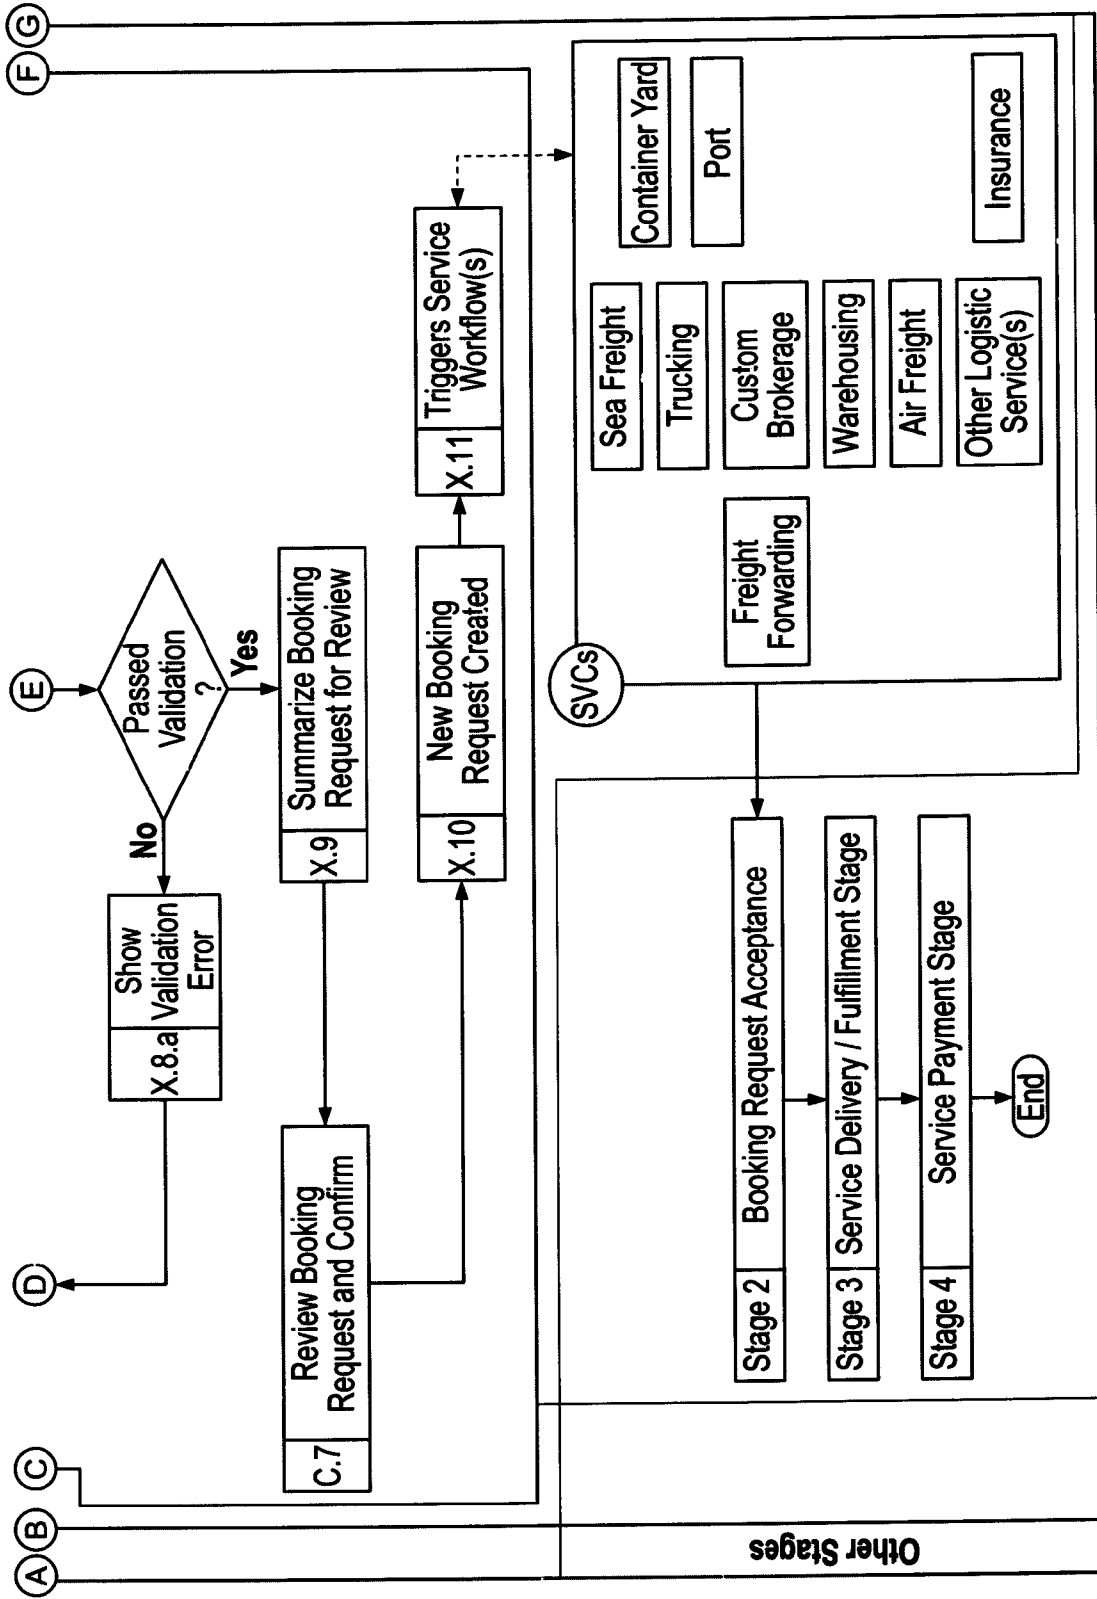 A
B
C
D
E
F
G
Passed
Validation
?
No
Yes
X.8.a
Show
Validation
Error
X.9
Summarize Booking
Request for Review
C.7
Review Booking
Request and Confirm
X.10
New Booking
Request Created
X.11
Triggers Service
Workflow(s)
SVCs
Freight
Forwarding
Sea Freight
Trucking
Custom
Brokerage
Warehousing
Air Freight
Other Logistic
Service(s)
Container Yard
Port
Insurance
Other Stages
Stage 2
Booking Request Acceptance
Stage 3
Service Delivery / Fulfillment Stage
Stage 4
Service Payment Stage
End